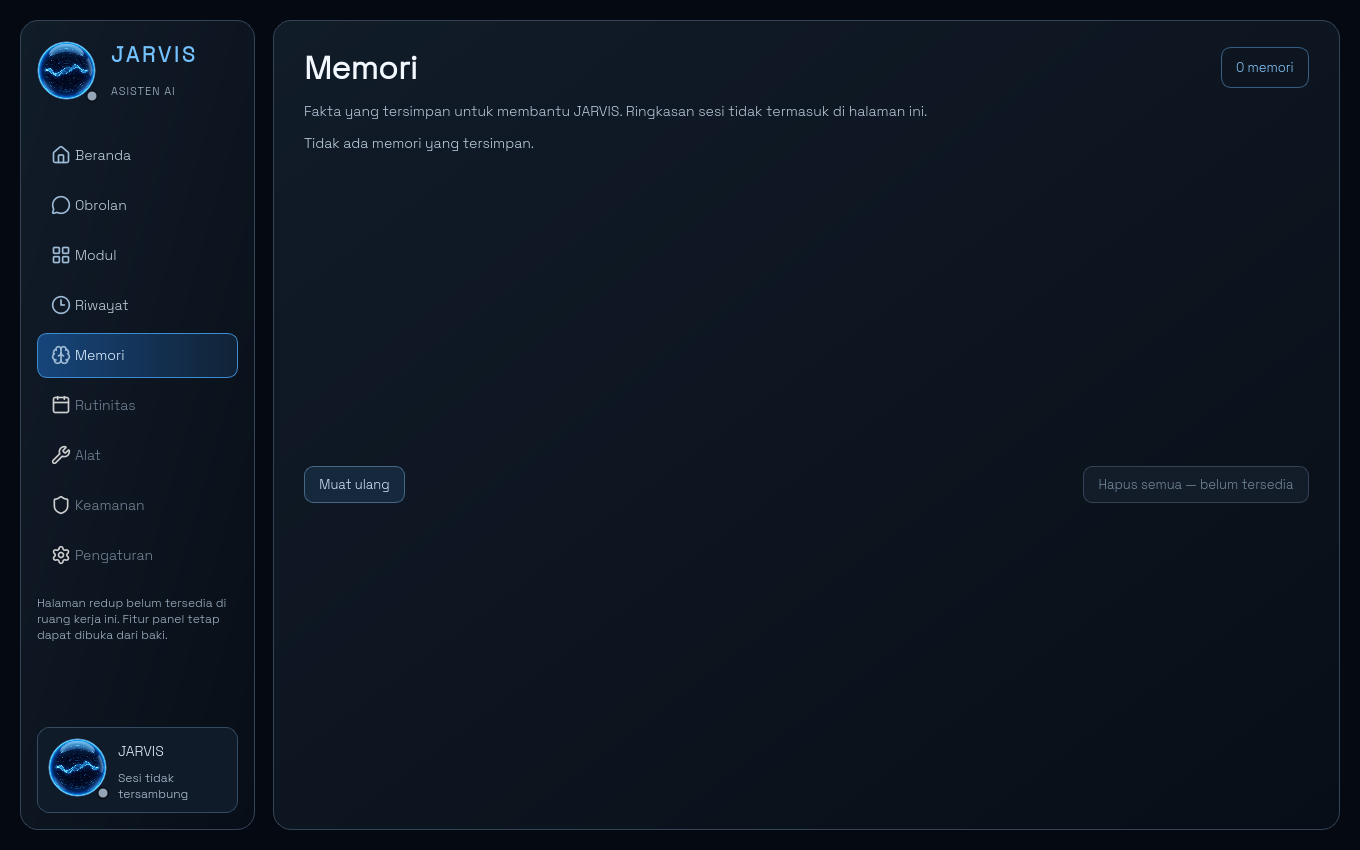 JARVIS
ASISTEN AI
Beranda
Obrolan
Modul
Riwayat
Memori
Rutinitas
Alat
Keamanan
Pengaturan
Halaman redup belum tersedia di
ruang kerja ini. Fitur panel tetap
dapat dibuka dari baki.
JARVIS
Sesi tidak
tersambung
Memori
0 memori
Fakta yang tersimpan untuk membantu JARVIS. Ringkasan sesi tidak termasuk di halaman ini.
Tidak ada memori yang tersimpan.
Muat ulang
Hapus semua — belum tersedia